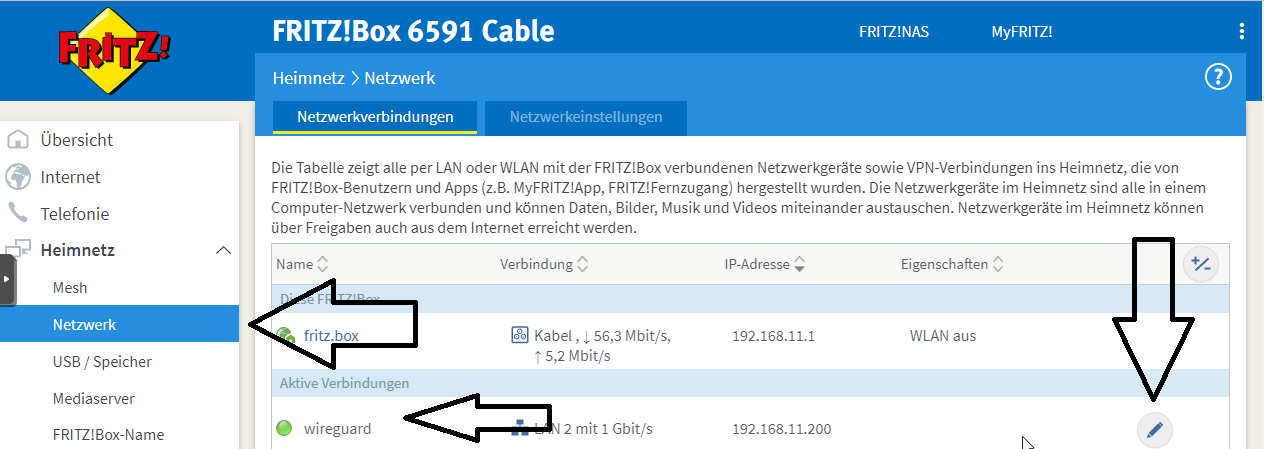 FRITZ!
FRITZ!Box 6591 Cable
FRITZ!NAS
MyFRITZ!
Heimnetz > Netzwerk
?
Netzwerkverbindungen
Netzwerkeinstellungen
Übersicht
Internet
Telefonie
Heimnetz
Mesh
Netzwerk
USB / Speicher
Mediaserver
FRITZ!Box-Name
Die Tabelle zeigt alle per LAN oder WLAN mit der FRITZ!Box verbundenen Netzwerkgeräte sowie VPN-Verbindungen ins Heimnetz, die von
FRITZ!Box-Benutzern und Apps (z.B. MyFRITZ!App, FRITZ!Fernzugang) hergestellt wurden. Die Netzwerkgeräte im Heimnetz sind alle in einem
Computer-Netzwerk verbunden und können Daten, Bilder, Musik und Videos miteinander austauschen. Netzwerkgeräte im Heimnetz können
über Freigaben auch aus dem Internet erreicht werden.
Name Verbindung IP-Adresse Eigenschaften +/-
Diese FRITZ!Box
fritz.box Kabel , ↓ 56,3 Mbit/s, 192.168.11.1 WLAN aus
↑ 5,2 Mbit/s
Aktive Verbindungen
wireguard LAN 2 mit 1 Gbit/s 192.168.11.200